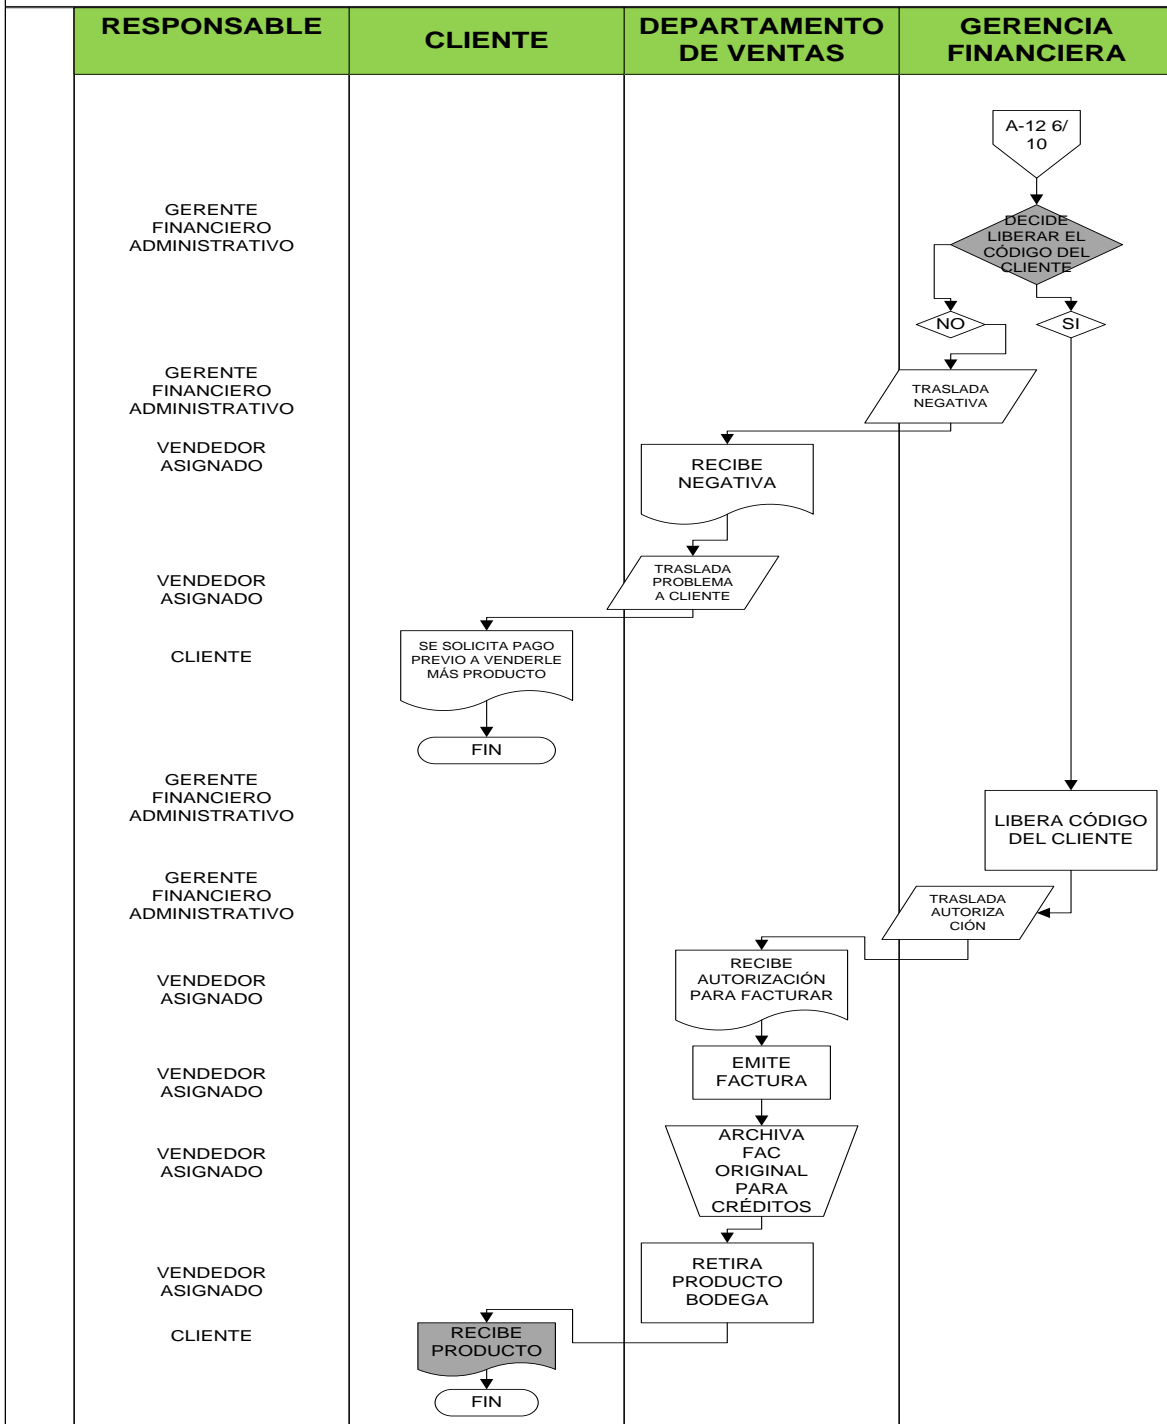 RESPONSABLE
CLIENTE
DEPARTAMENTO
DE VENTAS
GERENCIA
FINANCIERA
A-12 6/
10
GERENTE
FINANCIERO
ADMINISTRATIVO
DECIDE
LIBERAR EL
CÓDIGO DEL
CLIENTE
NO
SI
GERENTE
FINANCIERO
ADMINISTRATIVO
TRASLADA
NEGATIVA
VENDEDOR
ASIGNADO
RECIBE
NEGATIVA
VENDEDOR
ASIGNADO
TRASLADA
PROBLEMA
A CLIENTE
CLIENTE
SE SOLICITA PAGO
PREVIO A VENDERLE
MÁS PRODUCTO
FIN
GERENTE
FINANCIERO
ADMINISTRATIVO
LIBERA CÓDIGO
DEL CLIENTE
GERENTE
FINANCIERO
ADMINISTRATIVO
TRASLADA
AUTORIZA
CIÓN
VENDEDOR
ASIGNADO
RECIBE
AUTORIZACIÓN
PARA FACTURAR
VENDEDOR
ASIGNADO
EMITE
FACTURA
VENDEDOR
ASIGNADO
ARCHIVA
FAC
ORIGINAL
PARA
CRÉDITOS
VENDEDOR
ASIGNADO
RETIRA
PRODUCTO
BODEGA
CLIENTE
RECIBE
PRODUCTO
FIN